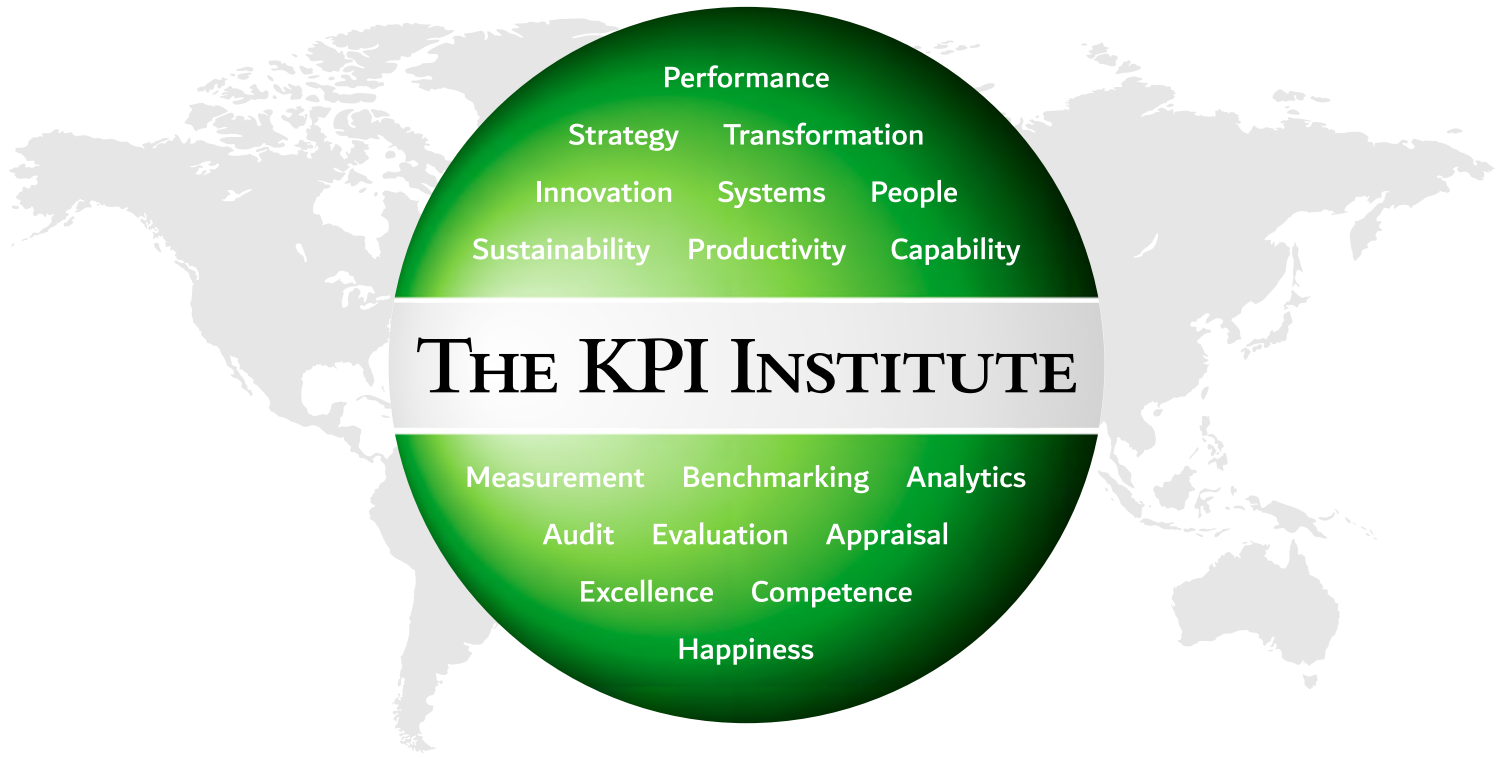 Performance
Strategy Transformation
Innovation Systems People
Sustainability Productivity Capability
The KPI Institute
Measurement Benchmarking Analytics
Audit Evaluation Appraisal
Excellence Competence
Happiness